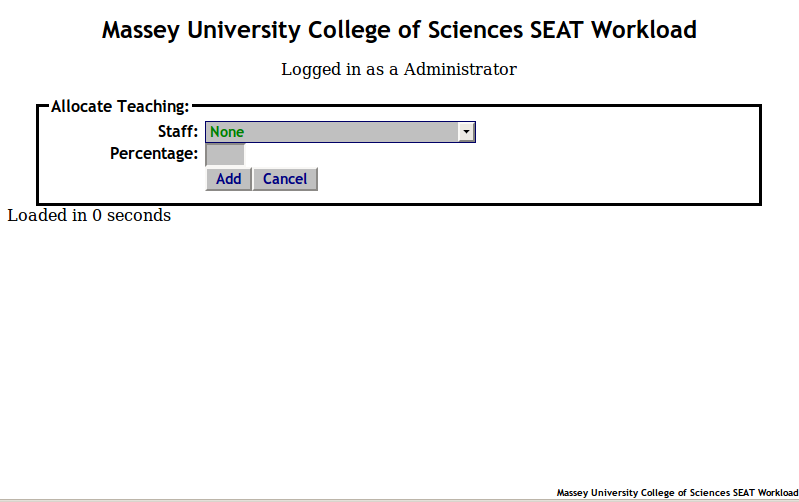 Massey University College of Sciences SEAT Workload
Logged in as a Administrator
Allocate Teaching:
Staff: None
Percentage:
Add Cancel
Loaded in 0 seconds
Massey University College of Sciences SEAT Workload